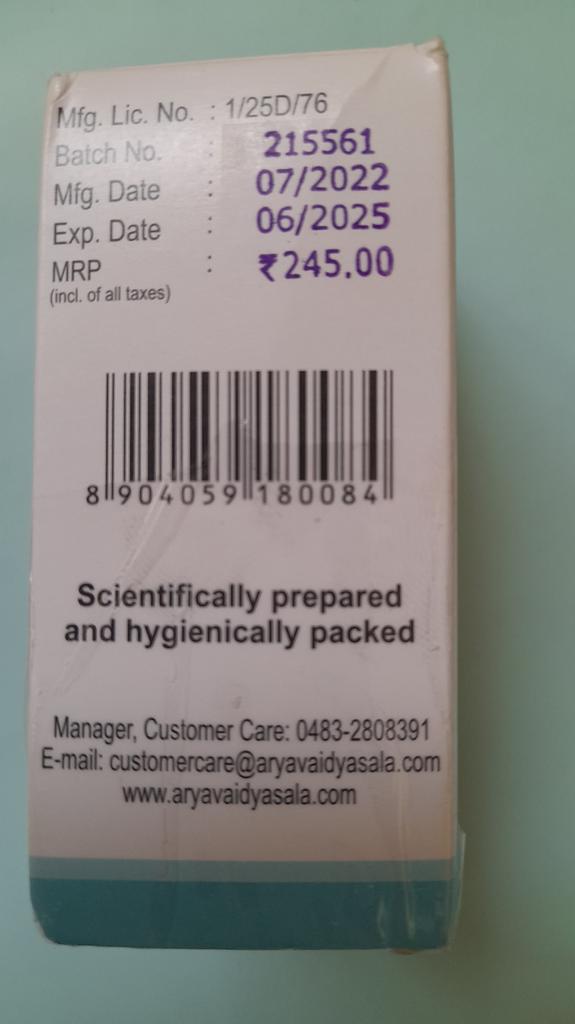 Mfg. Lic. No. : 1/25D/76
Batch No. : 215561
Mfg. Date : 07/2022
Exp. Date : 06/2025
MRP : ₹245.00
(incl. of all taxes)
8 904059 180084
Scientifically prepared
and hygienically packed
Manager, Customer Care: 0483-2808391
E-mail: customercare@aryavaidyasala.com
www.aryavaidyasala.com